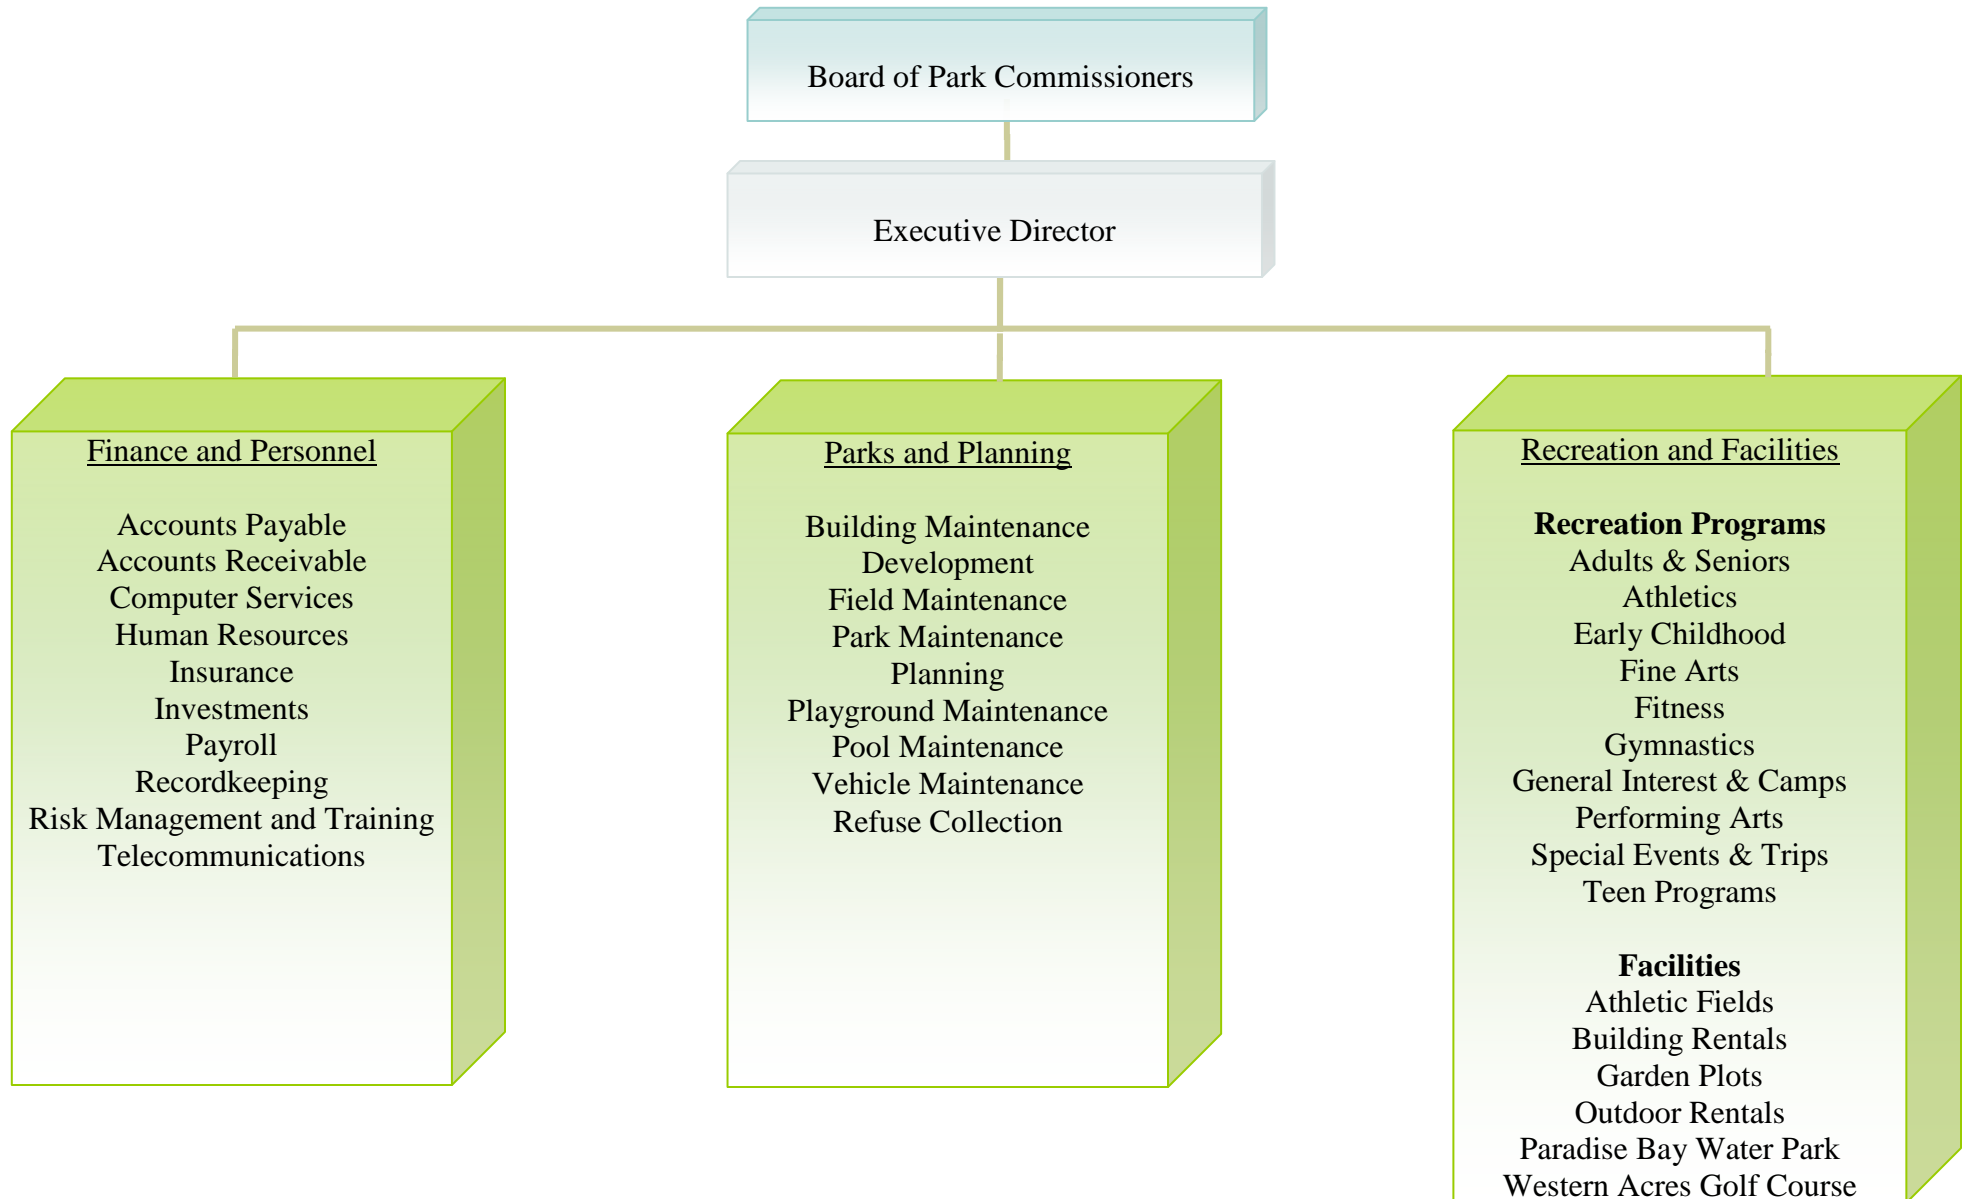 Board of Park Commissioners
Executive Director
Finance and Personnel
Accounts Payable
Accounts Receivable
Computer Services
Human Resources
Insurance
Investments
Payroll
Recordkeeping
Risk Management and Training
Telecommunications
Parks and Planning
Building Maintenance
Development
Field Maintenance
Park Maintenance
Planning
Playground Maintenance
Pool Maintenance
Vehicle Maintenance
Refuse Collection
Recreation and Facilities
Recreation Programs
Adults & Seniors
Athletics
Early Childhood
Fine Arts
Fitness
Gymnastics
General Interest & Camps
Performing Arts
Special Events & Trips
Teen Programs
Facilities
Athletic Fields
Building Rentals
Garden Plots
Outdoor Rentals
Paradise Bay Water Park
Western Acres Golf Course